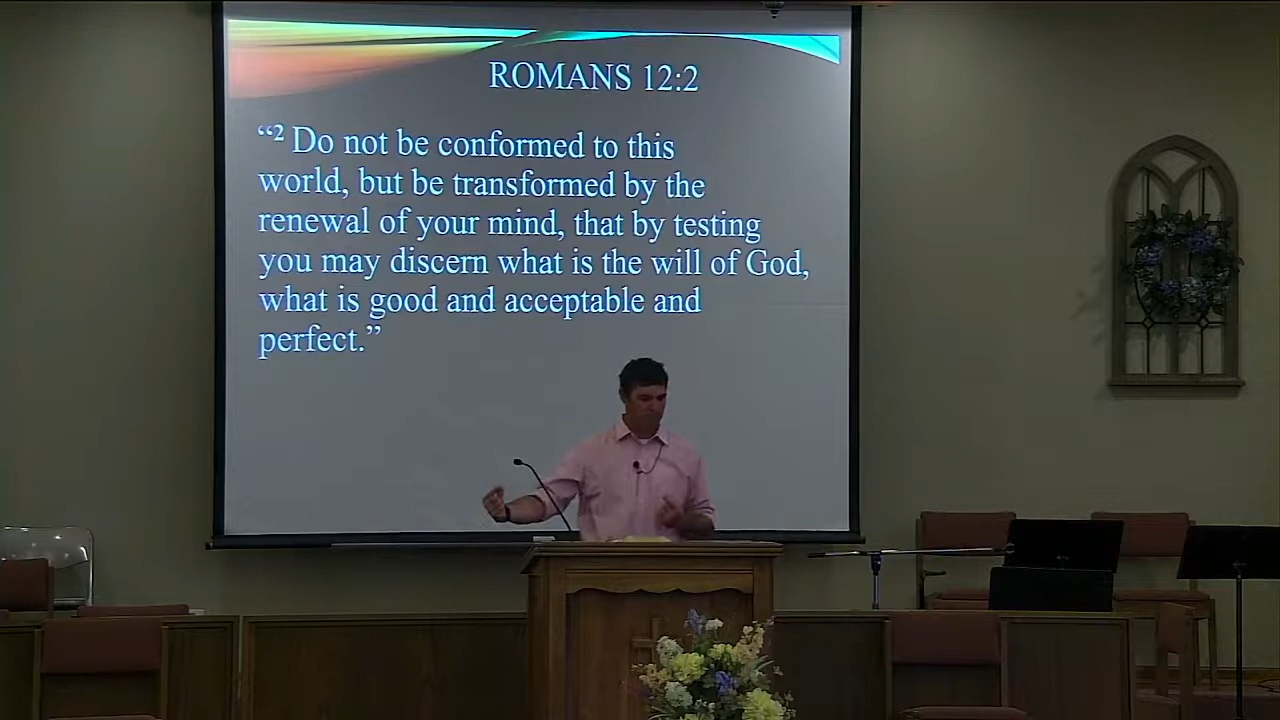 ROMANS 12:2
“² Do not be conformed to this
world, but be transformed by the
renewal of your mind, that by testing
you may discern what is the will of God,
what is good and acceptable and
perfect.”